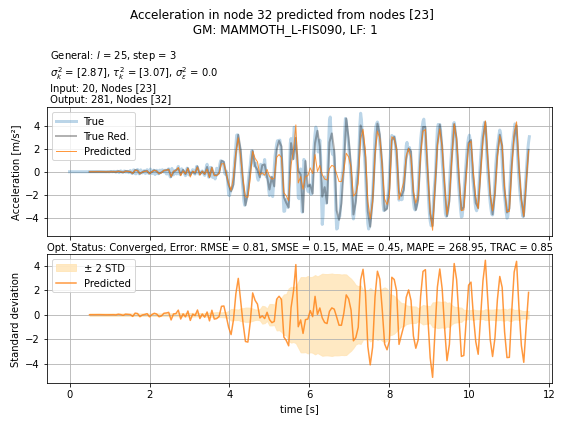 Acceleration in node 32 predicted from nodes [23]
GM: MAMMOTH_L-FIS090, LF: 1
General: l = 25, step = 3
σ²ₖ = [2.87], τ²ₖ = [3.07], σ²ε = 0.0
Input: 20, Nodes [23]
Output: 281, Nodes [32]
True
True Red.
Predicted
Acceleration [m/s²]
4
2
0
−2
−4
Opt. Status: Converged, Error: RMSE = 0.81, SMSE = 0.15, MAE = 0.45, MAPE = 268.95, TRAC = 0.85
± 2 STD
Predicted
Standard deviation
4
2
0
−2
−4
0 2 4 6 8 10 12
time [s]